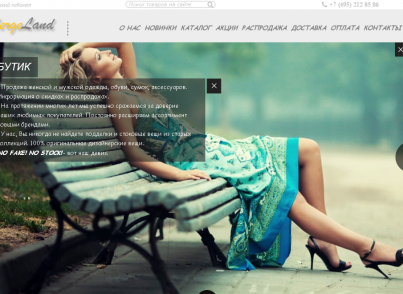 Поиск товаров на сайте
+7 (495) 212 85 86
Land
О НАС НОВИНКИ КАТАЛОГ АКЦИИ РАСПРОДАЖА ДОСТАВКА ОПЛАТА КОНТАКТЫ
БУТИК
Продажа женской и мужской одежды, обуви, сумок, аксессуаров.
Информация о скидках и распродажах.
На протяжении многих лет мы успешно сражаемся за доверие
наших любимых покупателей. Постоянно расширяем ассортимент
новыми брендами.
У нас, Вы никогда не найдете подделки и стоковые вещи из старых
коллекций. 100% оригинальные дизайнерские вещи.
NO FAKE! NO STOCK!- вот наш девиз.